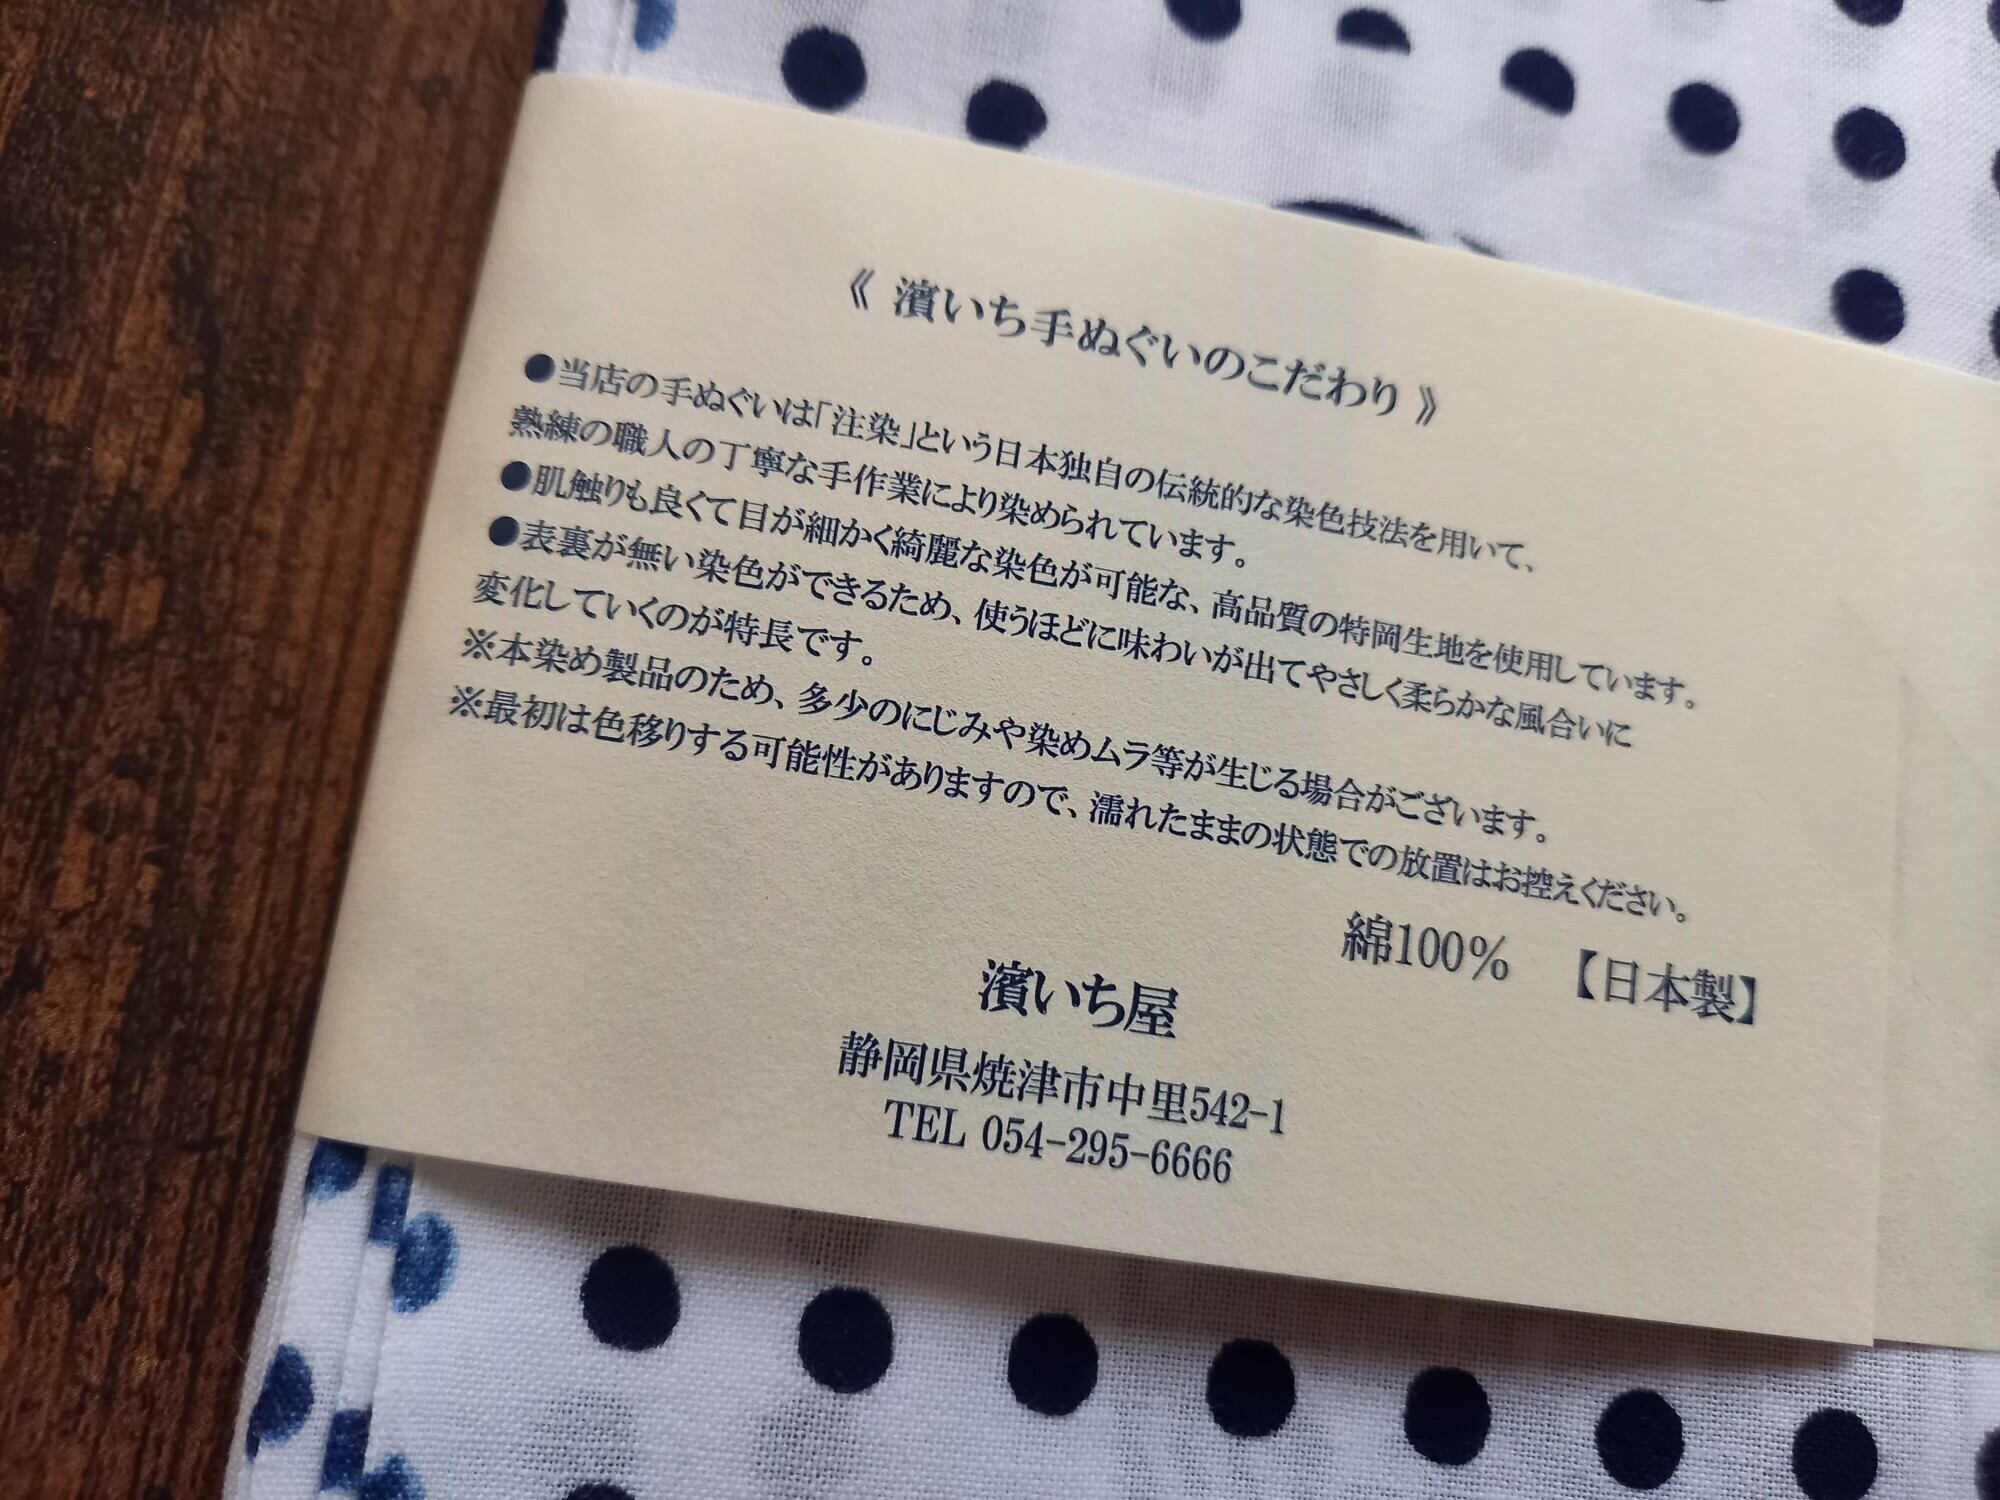 《 濱いち手ぬぐいのこだわり 》
●当店の手ぬぐいは「注染」という日本独自の伝統的な染色技法を用いて、
熟練の職人の丁寧な手作業により染められています。
●肌触りも良くて目が細かく綺麗な染色が可能な、高品質の特岡生地を使用しています。
●表裏が無い染色ができるため、使うほどに味わいが出てやさしく柔らかな風合いに
変化していくのが特長です。
※本染め製品のため、多少のにじみや染めムラ等が生じる場合がございます。
※最初は色移りする可能性がありますので、濡れたままの状態での放置はお控えください。
綿100% 【日本製】
濱いち屋
静岡県焼津市中里542-1
TEL 054-295-6666